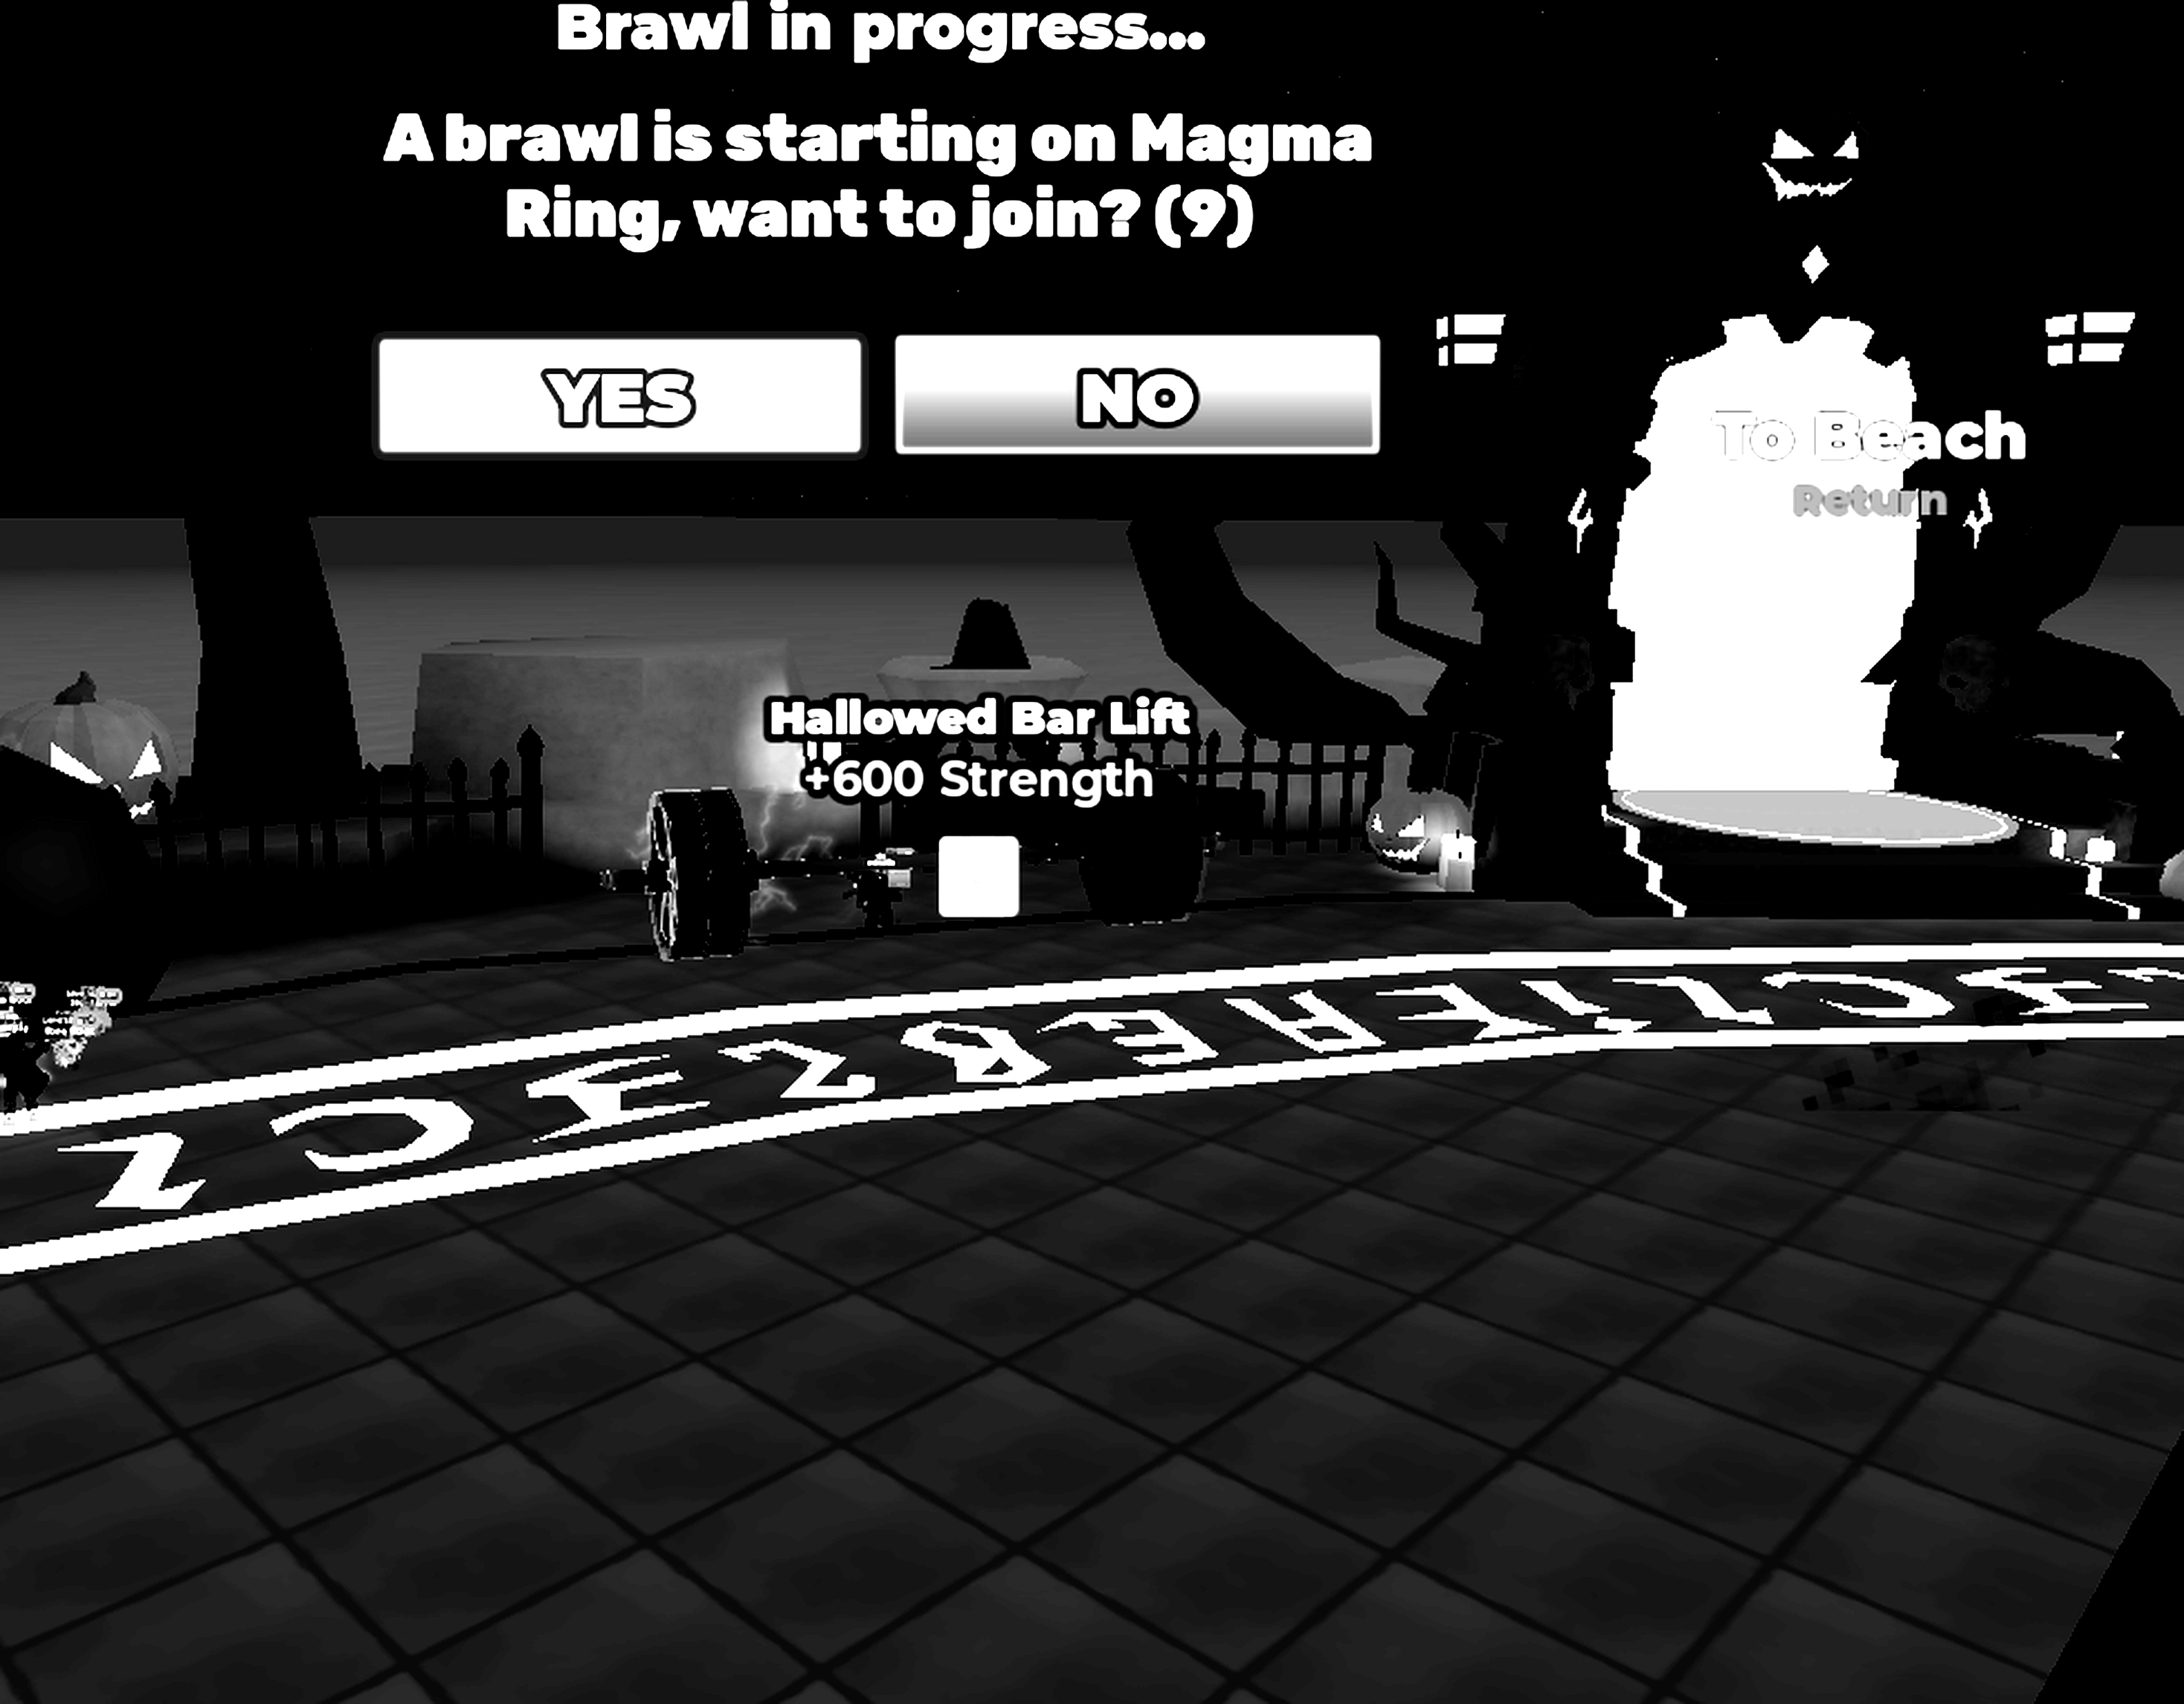 Brawl in progress...
A brawl is starting on Magma
Ring, want to join? (9)
YES
NO
To Beach
Return
Hallowed Bar Lift
+600 Strength